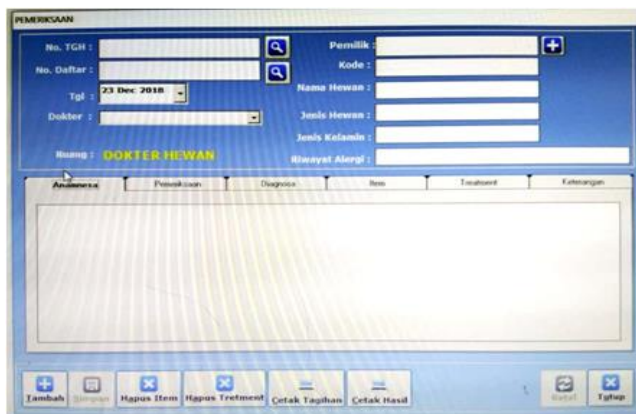 PEMERIKSAAN
No. TGH :
No. Daftar :
Tgl :
23 Dec 2018
Dokter :
Ruang :
DOKTER HEWAN
Pemilik :
Kode :
Nama Hewan :
Jenis Hewan :
Jenis Kelamin :
Riwayat Alergi :
Anamnesa Pemeriksaan Diagnosa Item Treatment Keterangan
Tambah Simpan Hapus Item Hapus Tretment Cetak Tagihan Cetak Hasil Batal Tutup